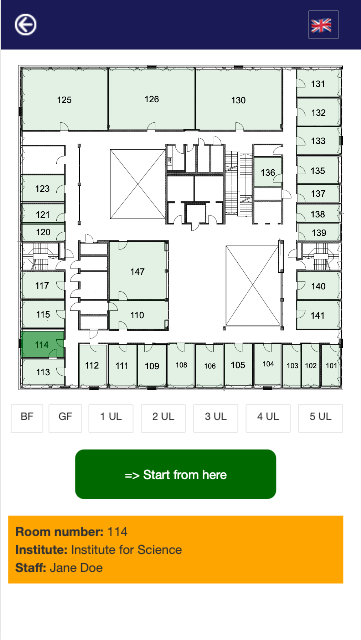 125
126
130
131
132
133
135
136
137
123
121
138
120
139
147
117
140
115
110
141
114
113
112
111
109
108
106
105
104
103
102
101
BF
GF
1 UL
2 UL
3 UL
4 UL
5 UL
=> Start from here
Room number: 114
Institute: Institute for Science
Staff: Jane Doe